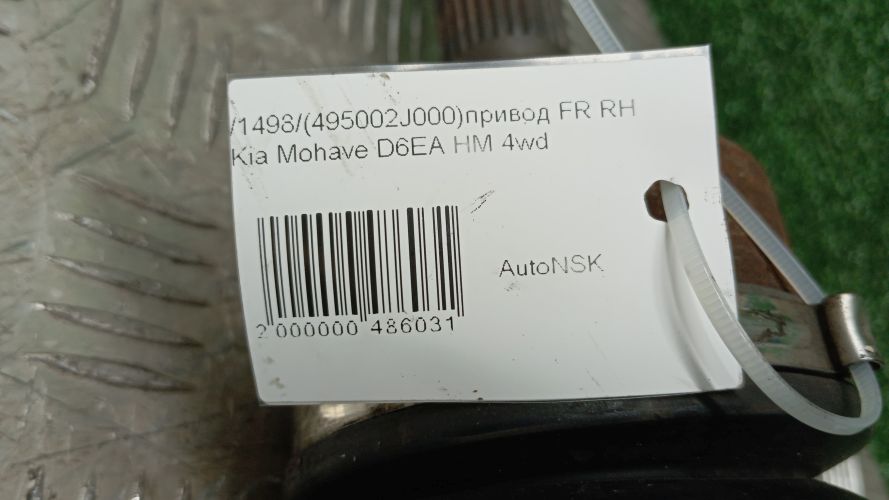 /1498/(495002J000)привод FR RH
Kia Mohave D6EA HM 4wd
AutoNSK
2 000000 486031